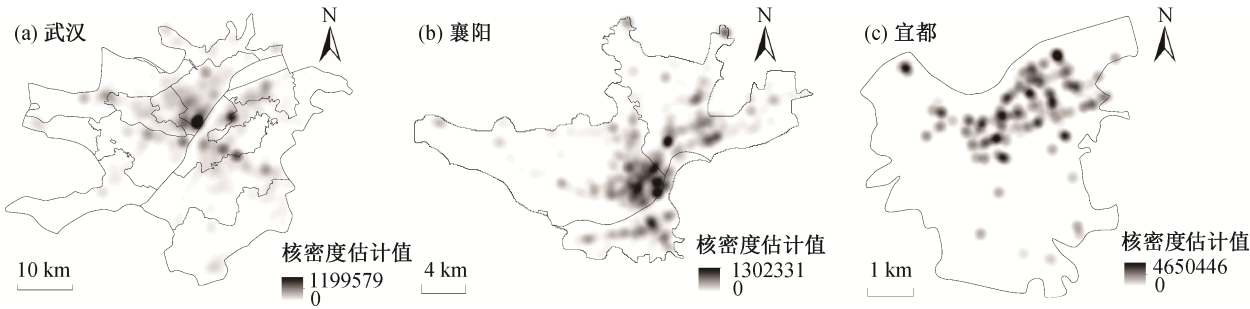 (a) 武汉
N
10 km
核密度估计值
1199579
0
(b) 襄阳
N
4 km
核密度估计值
1302331
0
(c) 宜都
N
1 km
核密度估计值
4650446
0